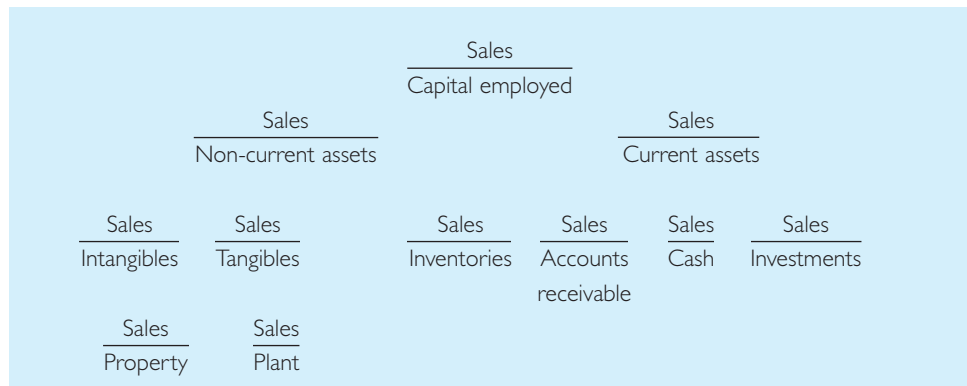 Sales
Capital employed
Sales Sales
Non-current assets Current assets
Sales Sales Sales Sales Sales Sales
Intangibles Tangibles Inventories Accounts Cash Investments
receivable
Sales Sales
Property Plant